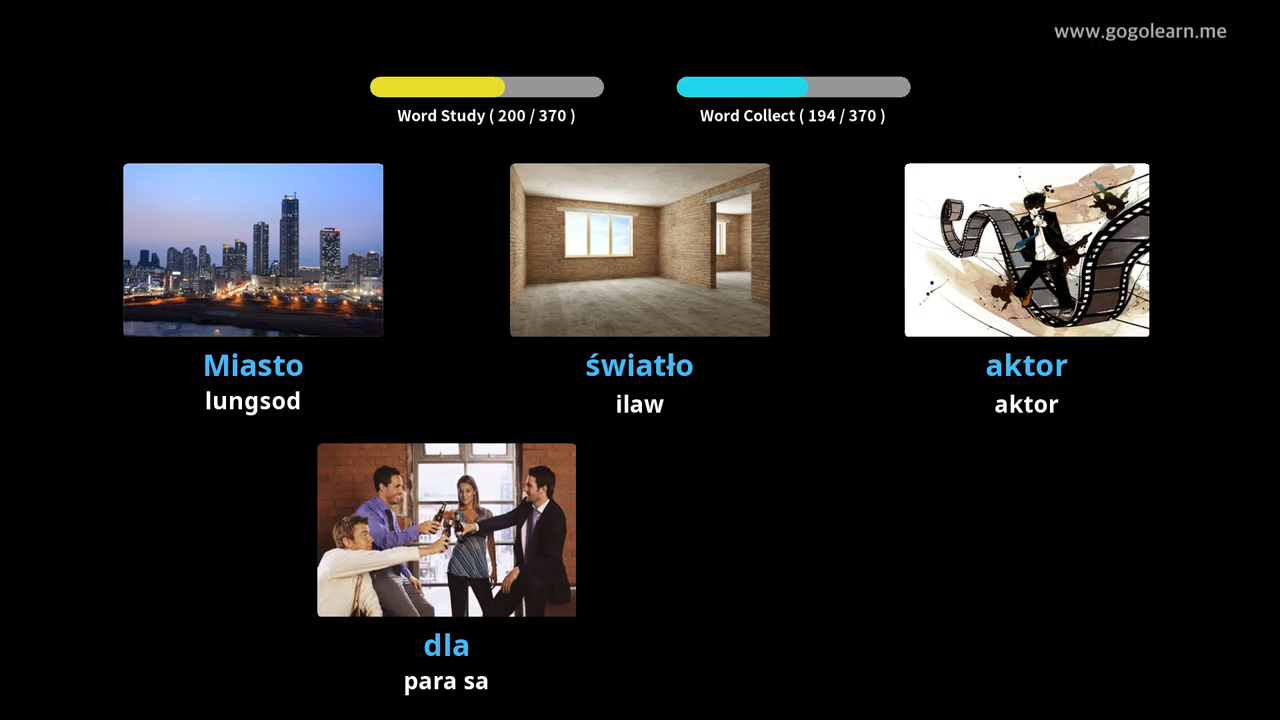 www.gogolearn.me
Word Study ( 200 / 370 )
Word Collect ( 194 / 370 )
Miasto
lungsod
światło
ilaw
aktor
aktor
dla
para sa